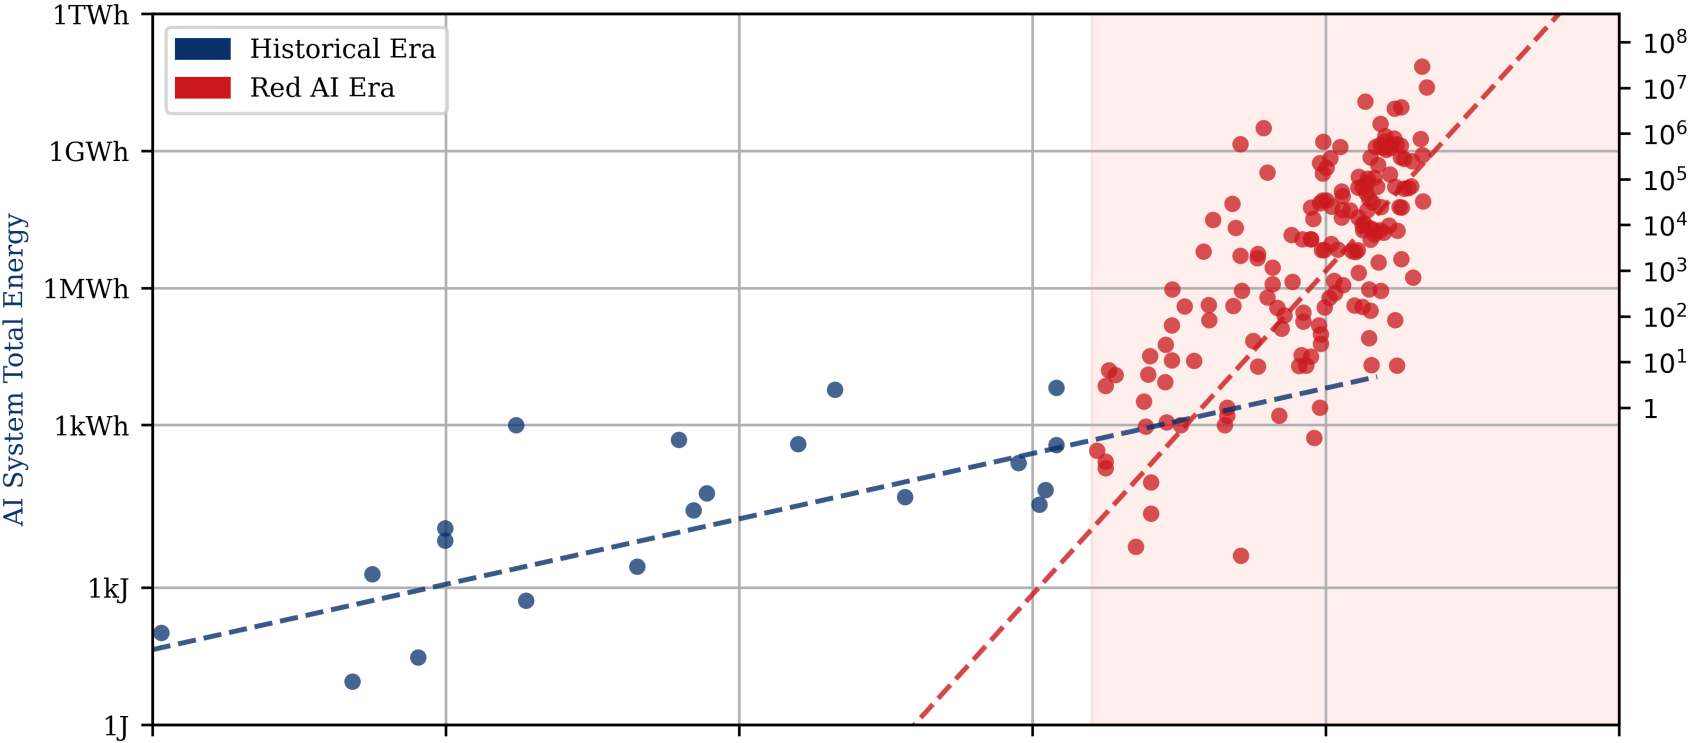 1TWh
1GWh
1MWh
1kWh
1kJ
1J
AI System Total Energy
Historical Era
Red AI Era
10⁸
10⁷
10⁶
10⁵
10⁴
10³
10²
10¹
1